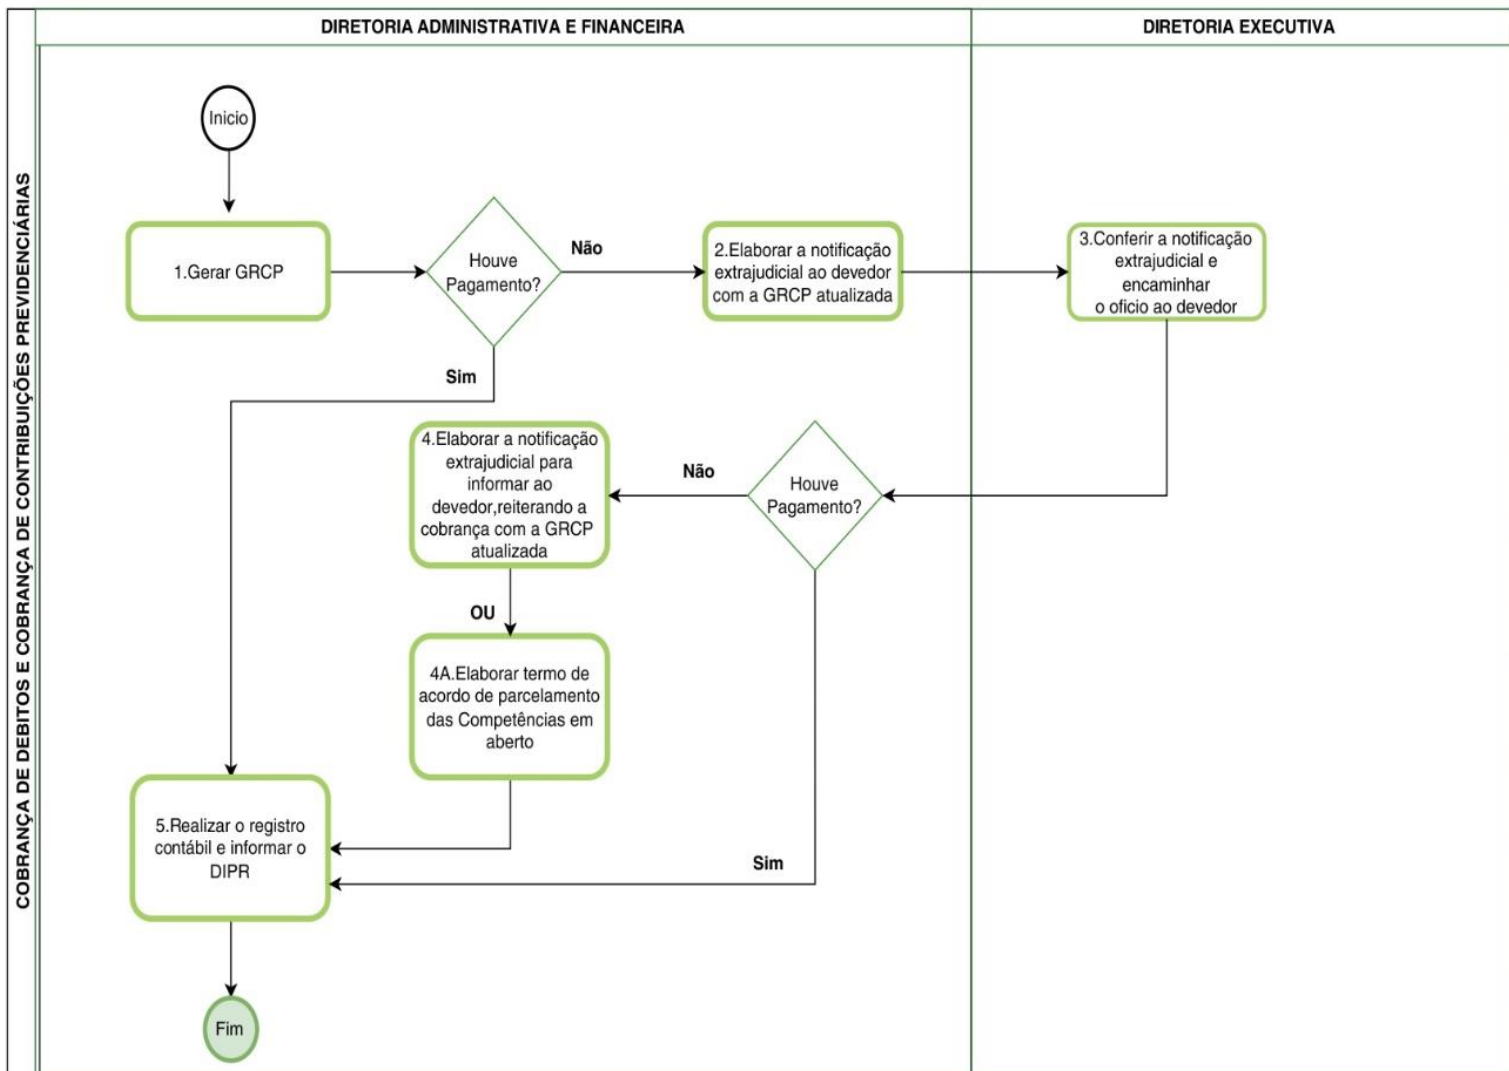 DIRETORIA ADMINISTRATIVA E FINANCEIRA
DIRETORIA EXECUTIVA
COBRANÇA DE DEBITOS E COBRANÇA DE CONTRIBUIÇÕES PREVIDENCIÁRIAS
Inicio
1.Gerar GRCP
Houve
Pagamento?
Não
2.Elaborar a notificação
extrajudicial ao devedor
com a GRCP atualizada
3.Conferir a notificação
extrajudicial e
encaminhar
o oficio ao devedor
Sim
4.Elaborar a notificação
extrajudicial para
informar ao
devedor,reiterando a
cobrança com a GRCP
atualizada
Não
Houve
Pagamento?
OU
4A.Elaborar termo de
acordo de parcelamento
das Competências em
aberto
5.Realizar o registro
contábil e informar o
DIPR
Sim
Fim